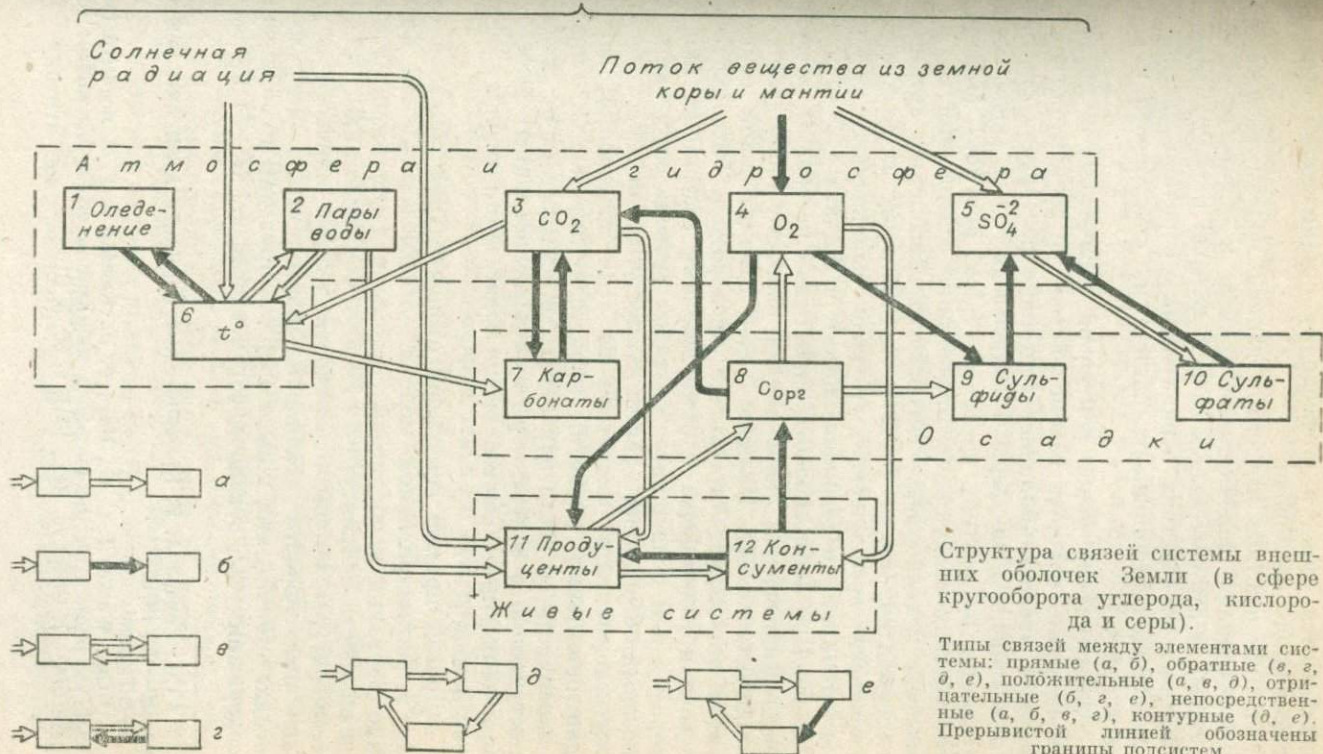 Солнечная
радиация
Поток вещества из земной
коры и мантии
Атмосфера и гидросфера
1 Оледе-
нение
2 Пары
воды
3 CO2
4 O2
5 SO4-2
6 t°
7 Кар-
бонаты
8 Cорг
9 Суль-
фиды
10 Суль-
фаты
Осадки
11 Проду-
центы
12 Кон-
сументы
Живые системы
а
б
в
г
д
е
Структура связей системы внеш-
них оболочек Земли (в сфере
кругооборота углерода, кислоро-
да и серы).
Типы связей между элементами сис-
темы: прямые (а, б), обратные (в, г,
д, е), положительные (а, в, д), отри-
цательные (б, г, е), непосредствен-
ные (а, б, в, г), контурные (д, е).
Прерывистой линией обозначены
границы подсистем